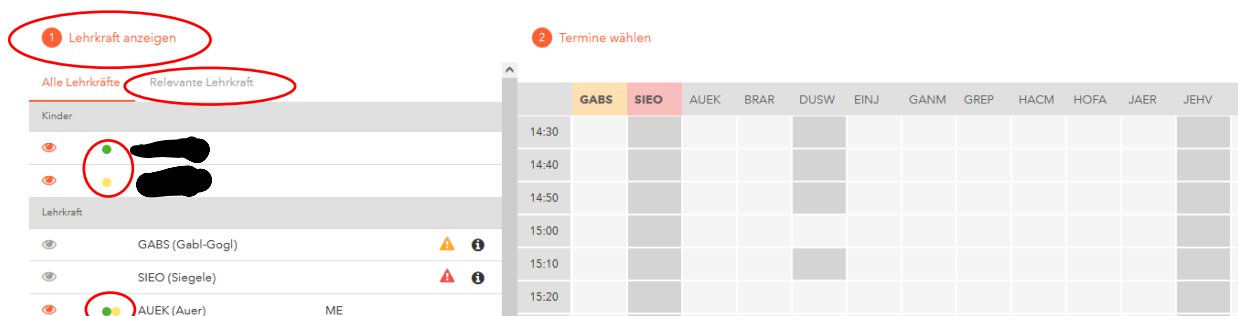 1 Lehrkraft anzeigen
2 Termine wählen
Alle Lehrkräfte Relevante Lehrkraft
GABS SIEO AUEK BRAR DUSW EINJ GANM GREP HACM HOFA JAER JEHV
Kinder
14:30
14:40
14:50
Lehrkraft
15:00
GABS (Gabl-Gogl)
15:10
SIEO (Siegele)
15:20
AUEK (Auer) ME